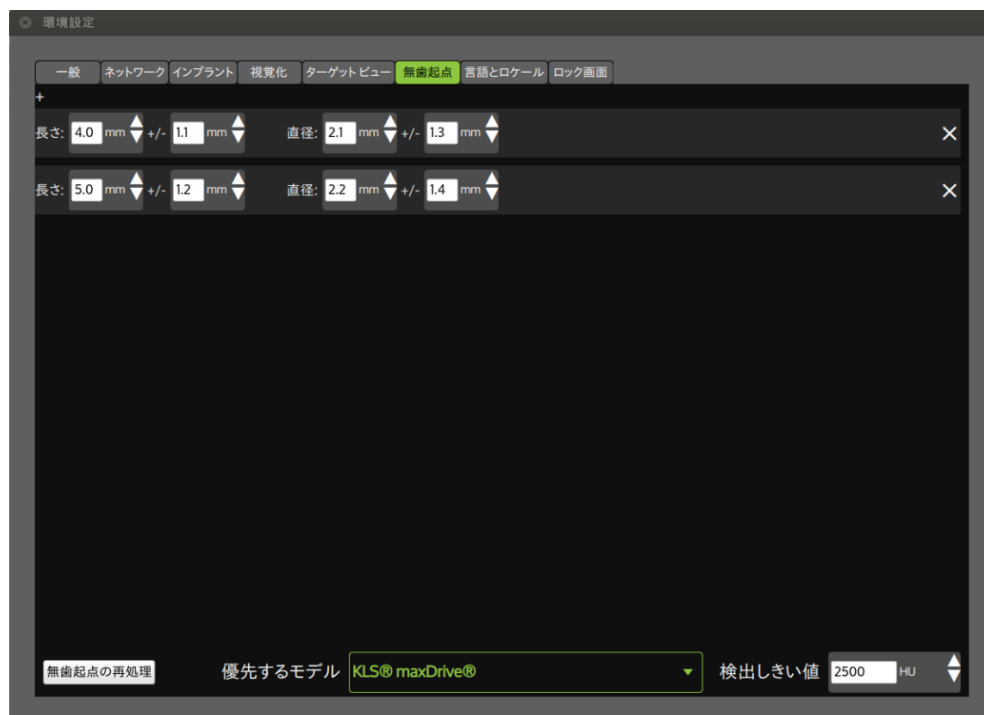 環境設定
一般 ネットワーク インプラント 視覚化 ターゲットビュー 無歯起点 言語とロケール ロック画面
+
長さ: 4.0 mm +/- 1.1 mm 直径: 2.1 mm +/- 1.3 mm
長さ: 5.0 mm +/- 1.2 mm 直径: 2.2 mm +/- 1.4 mm
無歯起点の再処理 優先するモデル KLS® maxDrive® 検出しきい値 2500 HU